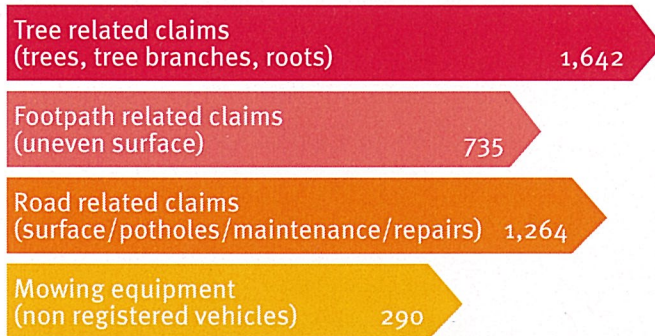 Tree related claims
(trees, tree branches, roots) 1,642
Footpath related claims
(uneven surface) 735
Road related claims
(surface/potholes/maintenance/repairs) 1,264
Mowing equipment
(non registered vehicles) 290